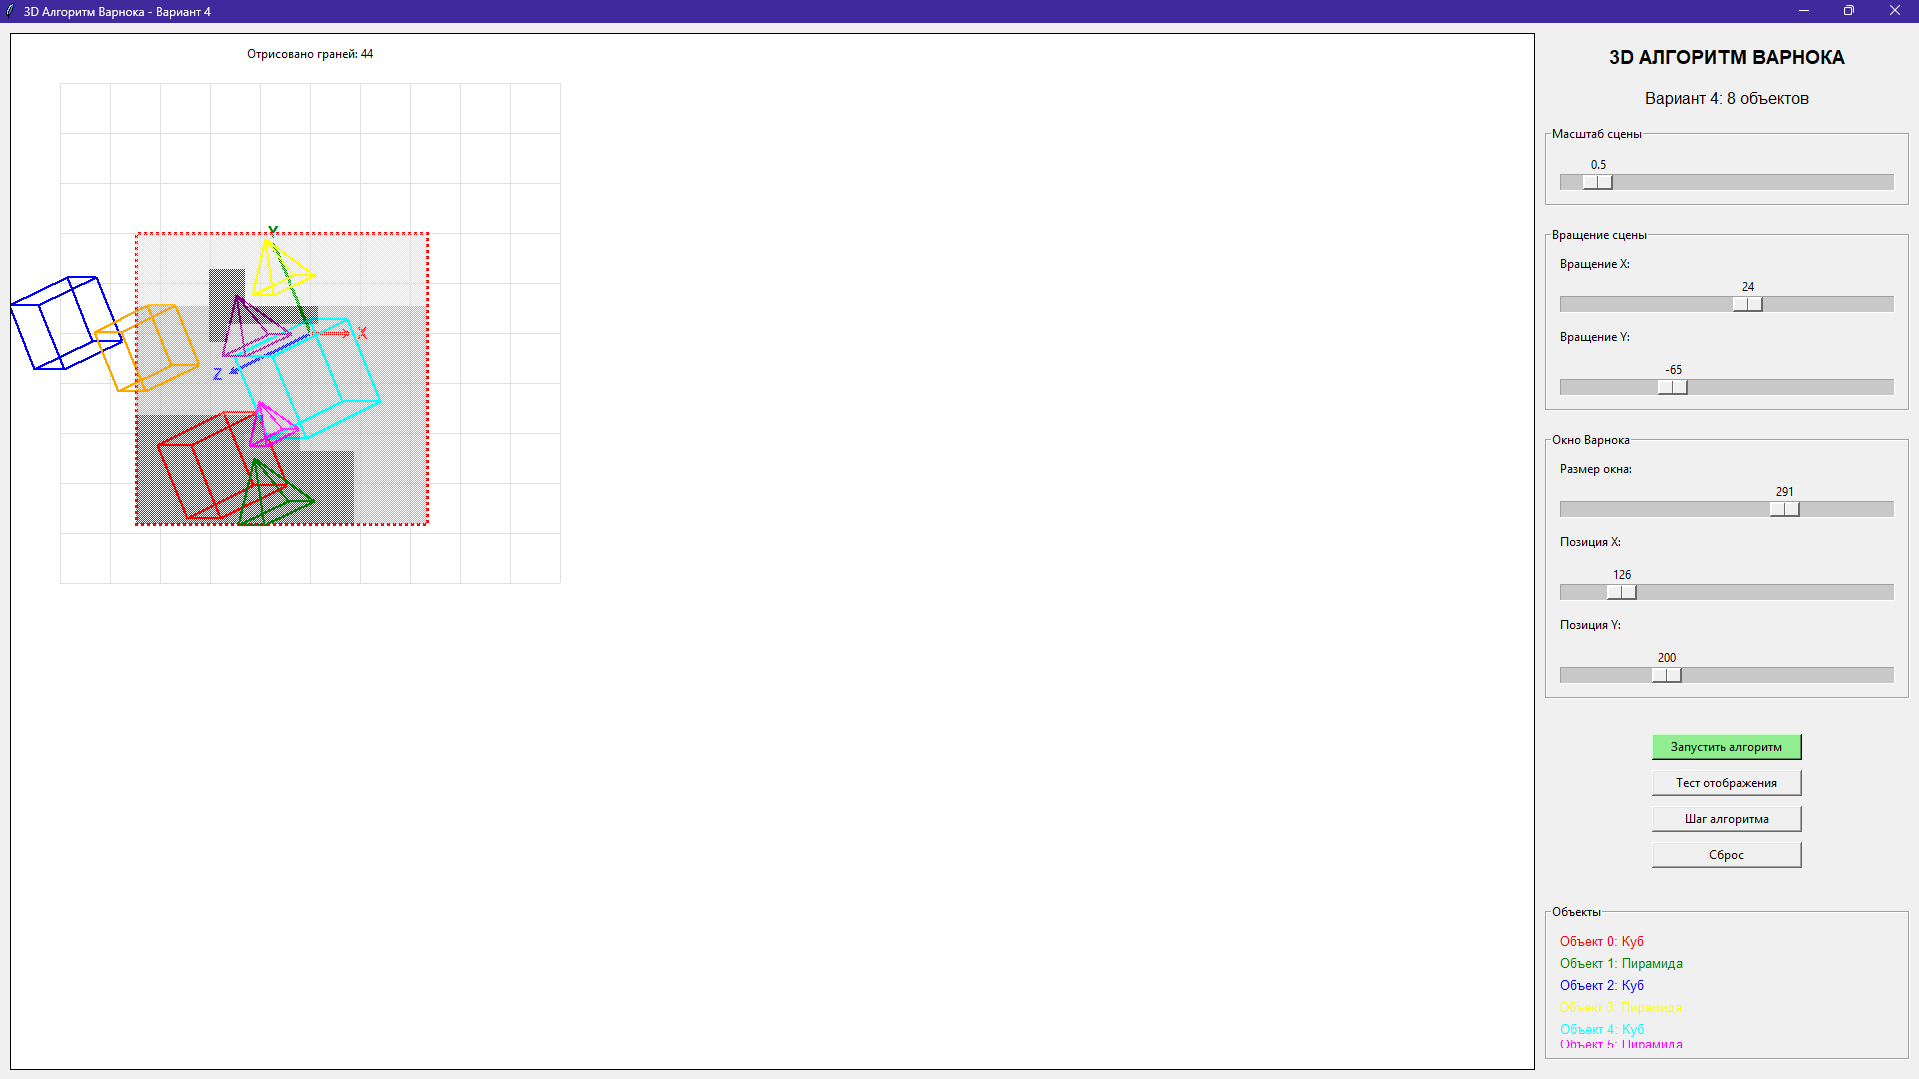 3D Алгоритм Варнока - Вариант 4
Отрисовано граней: 44
Y
X
Z
3D АЛГОРИТМ ВАРНОКА
Вариант 4: 8 объектов
Масштаб сцены
0.5
Вращение сцены
Вращение X:
24
Вращение Y:
-65
Окно Варнока
Размер окна:
291
Позиция X:
126
Позиция Y:
200
Запустить алгоритм
Тест отображения
Шаг алгоритма
Сброс
Объекты
Объект 0: Куб
Объект 1: Пирамида
Объект 2: Куб
Объект 3: Пирамида
Объект 4: Куб
Объект 5: Пирамида